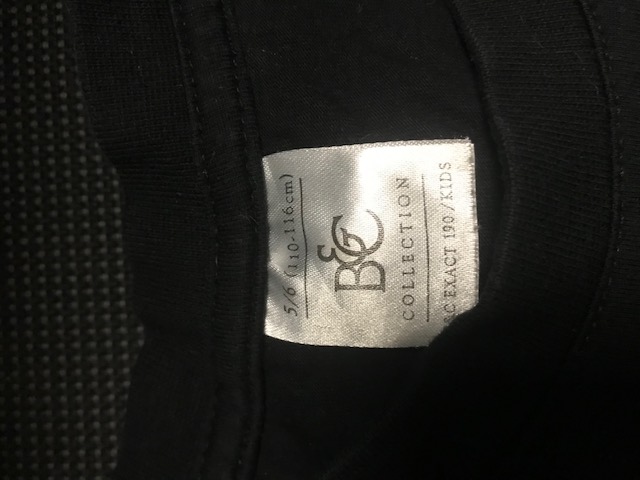 5/6 (110-116cm)
B&C
COLLECTION
&C EXACT 190/KIDS